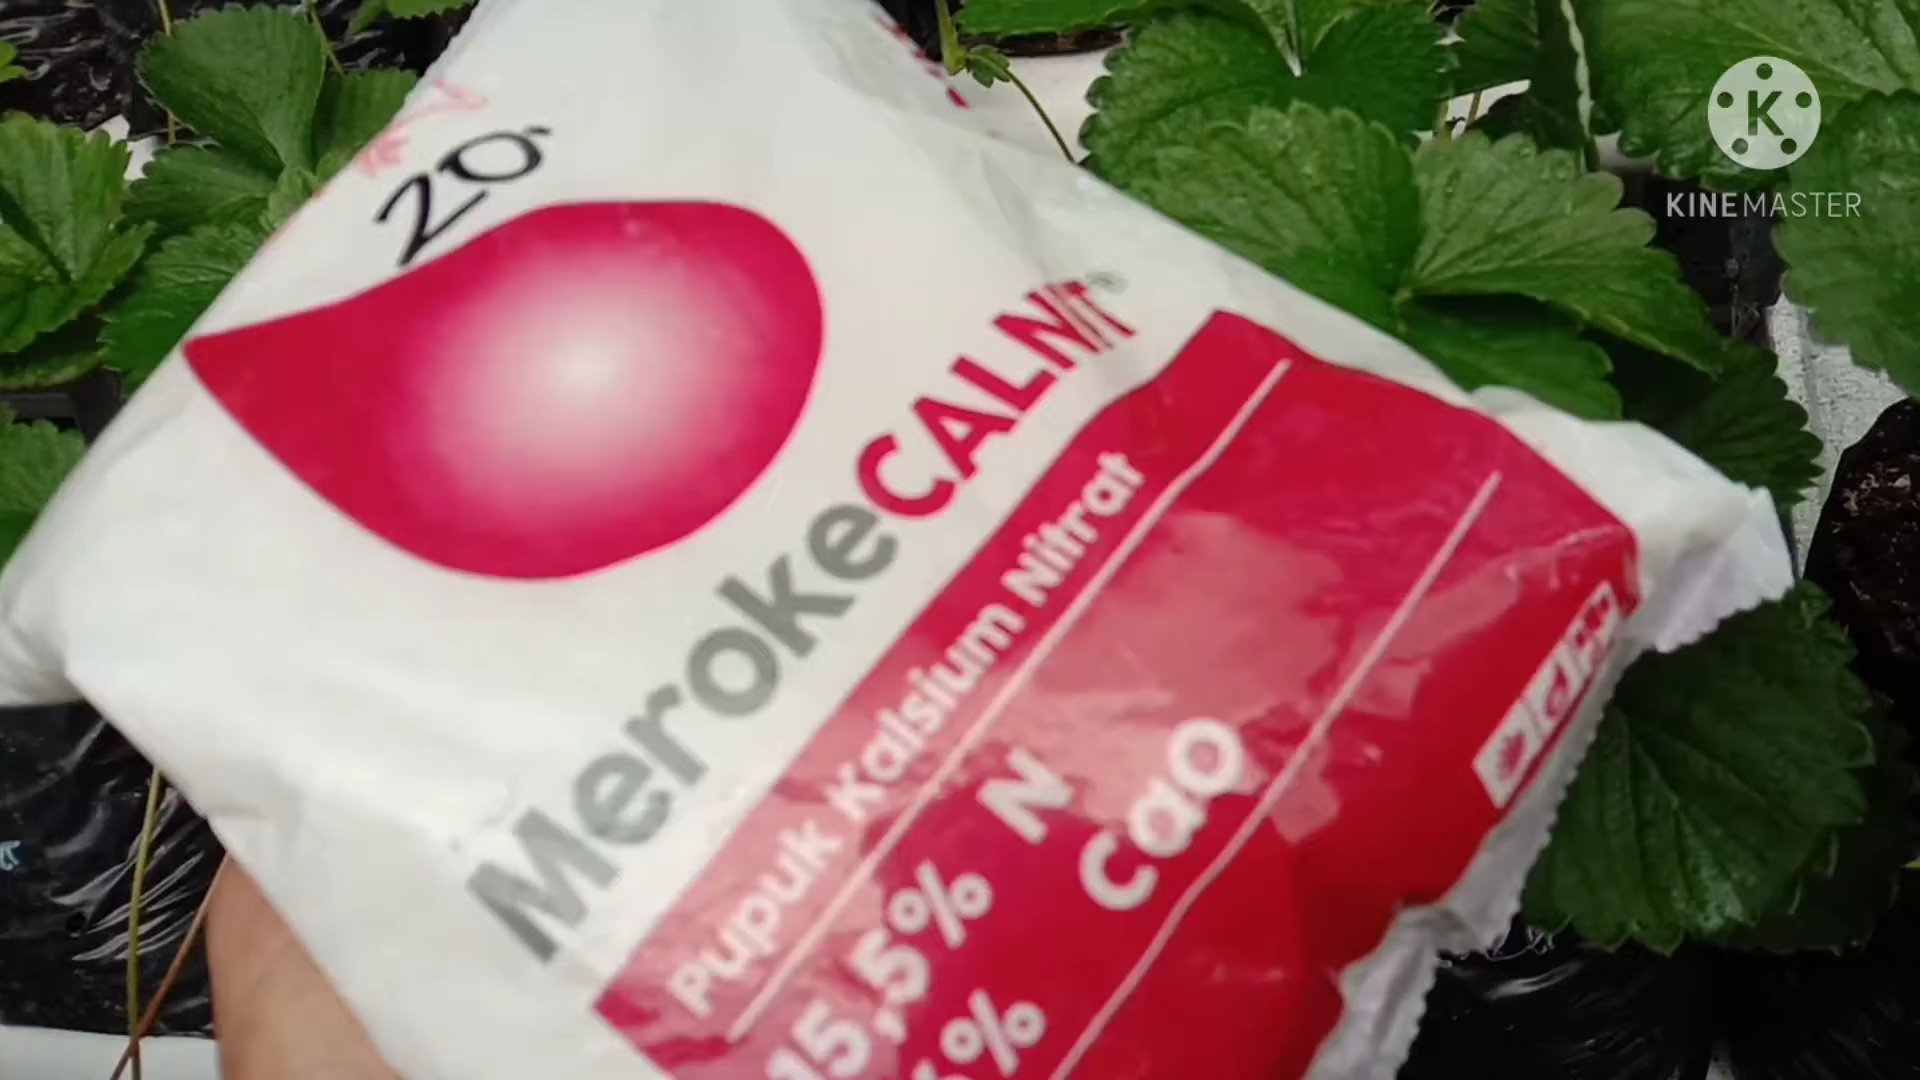 20
MerokeCALNIT
Pupuk Kalsium Nitrat
15,5% N
% CaO
K
KINEMASTER